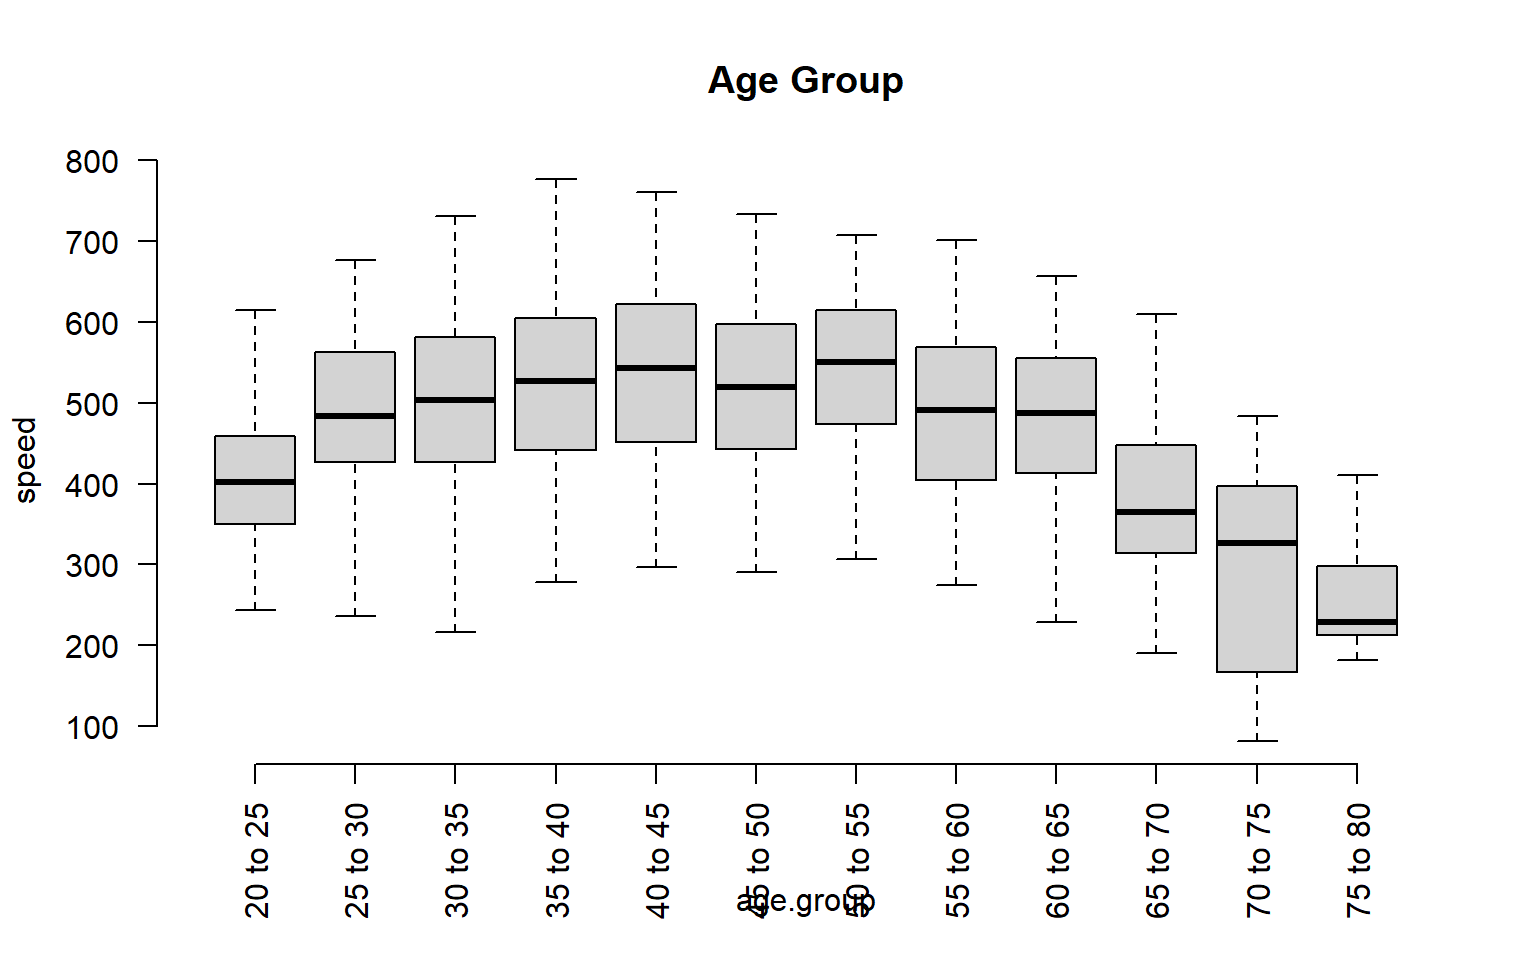 Age Group
800
700
600
500
400
300
200
100
speed
20 to 25
25 to 30
30 to 35
35 to 40
40 to 45
45 to 50
50 to 55
55 to 60
60 to 65
65 to 70
70 to 75
75 to 80
age.group